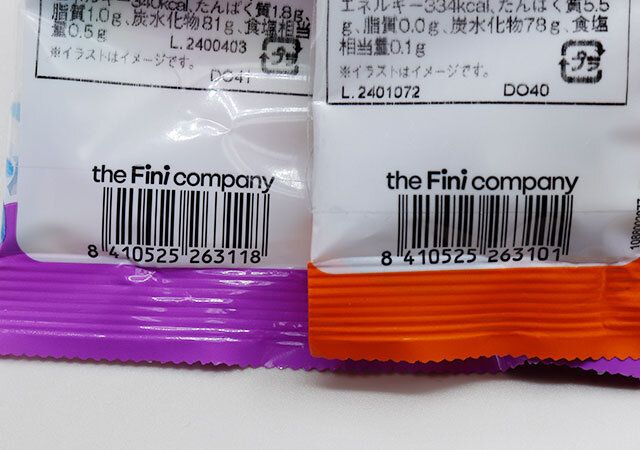 340kcal、たんぱく質1.8g、
脂質1.0g、炭水化物81g、食塩相当
量0.5g
L.2400403
※イラストはイメージです。
DO41
プラ
the Fini company
8 410525 263118
エネルギー334kcal、たんぱく質5.5
g、脂質0.0g、炭水化物78g、食塩
相当量0.1g
※イラストはイメージです。
プラ
L.2401072 DO40
the Fini company
8 410525 263101